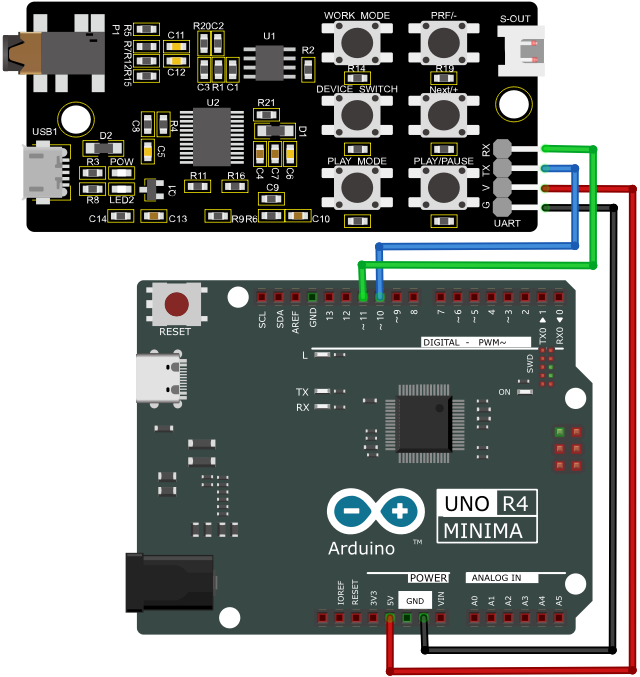 WORK MODE
PRF/-
S-OUT
P1
R5
R/R12
R15
C11
C12
R20 C2
U1
R2
C3 R1 C1
R14
R19
DEVICE SWITCH
Next/+
USB1
U2
R21
D1
C8
R4
C5
D2
R3
POW
R8
LED2
Q1
R11
R16
C4
C7
C6
PLAY MODE
PLAY/PAUSE
C9
C14
C13
R9
R6
C10
RX
TX
V
G
UART
RESET
SCL
SDA
AREF
GND
13
12
~11
~10
~9
8
7
~6
~5
4
~3
2
TX0 ▶ 1
RX0 ◀ 0
DIGITAL - PWM~
L
TX
RX
SWD
ON
UNO R4
MINIMA
Arduino
TM
POWER
ANALOG IN
IOREF
RESET
3V3
5V
GND
VIN
A0
A1
A2
A3
A4
A5